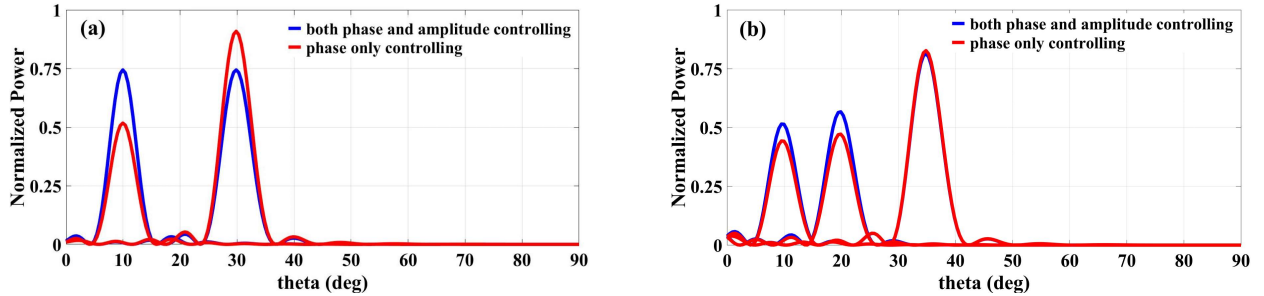 (a)
both phase and amplitude controlling
phase only controlling
Normalized Power
1
0.75
0.5
0.25
0
0 10 20 30 40 50 60 70 80 90
theta (deg)
(b)
both phase and amplitude controlling
phase only controlling
Normalized Power
1
0.75
0.5
0.25
0
0 10 20 30 40 50 60 70 80 90
theta (deg)